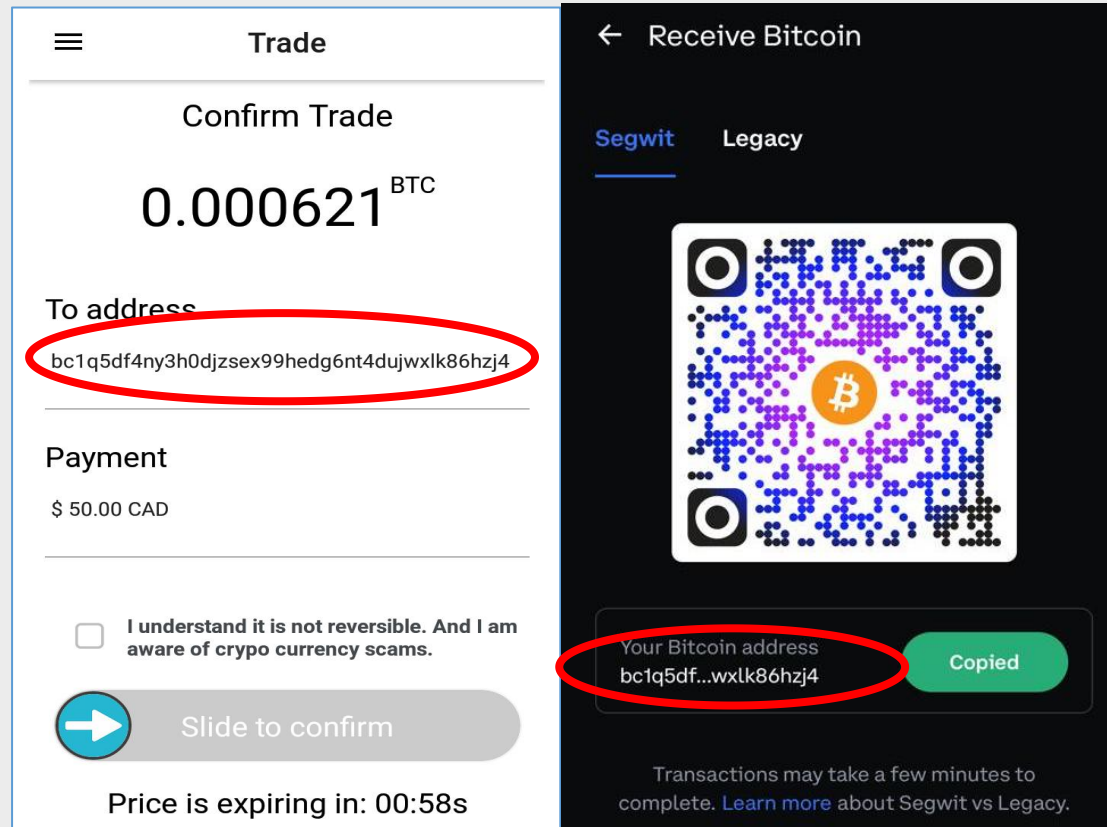 Trade
Confirm Trade
0.000621 BTC
To address
bc1q5df4ny3h0djzsex99hedg6nt4dujwxlk86hzj4
Payment
$ 50.00 CAD
I understand it is not reversible. And I am
aware of crypo currency scams.
Slide to confirm
Price is expiring in: 00:58s
Receive Bitcoin
Segwit Legacy
Your Bitcoin address
bc1q5df...wxlk86hzj4
Copied
Transactions may take a few minutes to
complete. Learn more about Segwit vs Legacy.